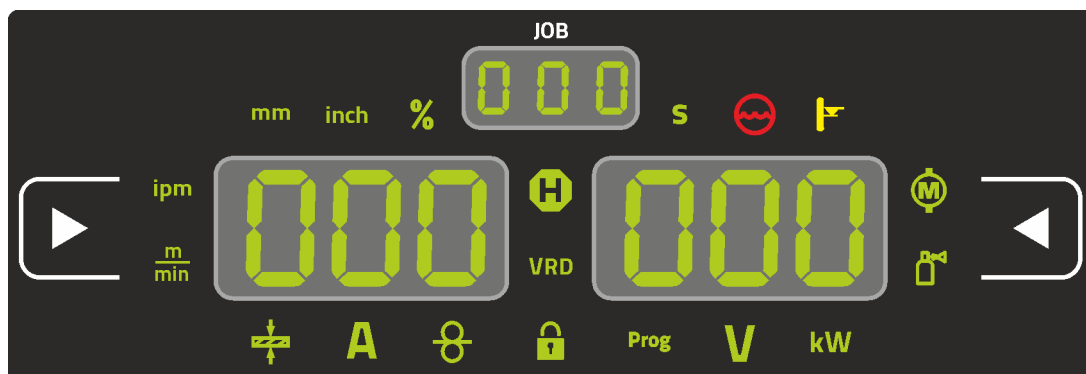 JOB
000
mm inch % s
ipm 000 H 000 M
m
min VRD
A Prog V kW